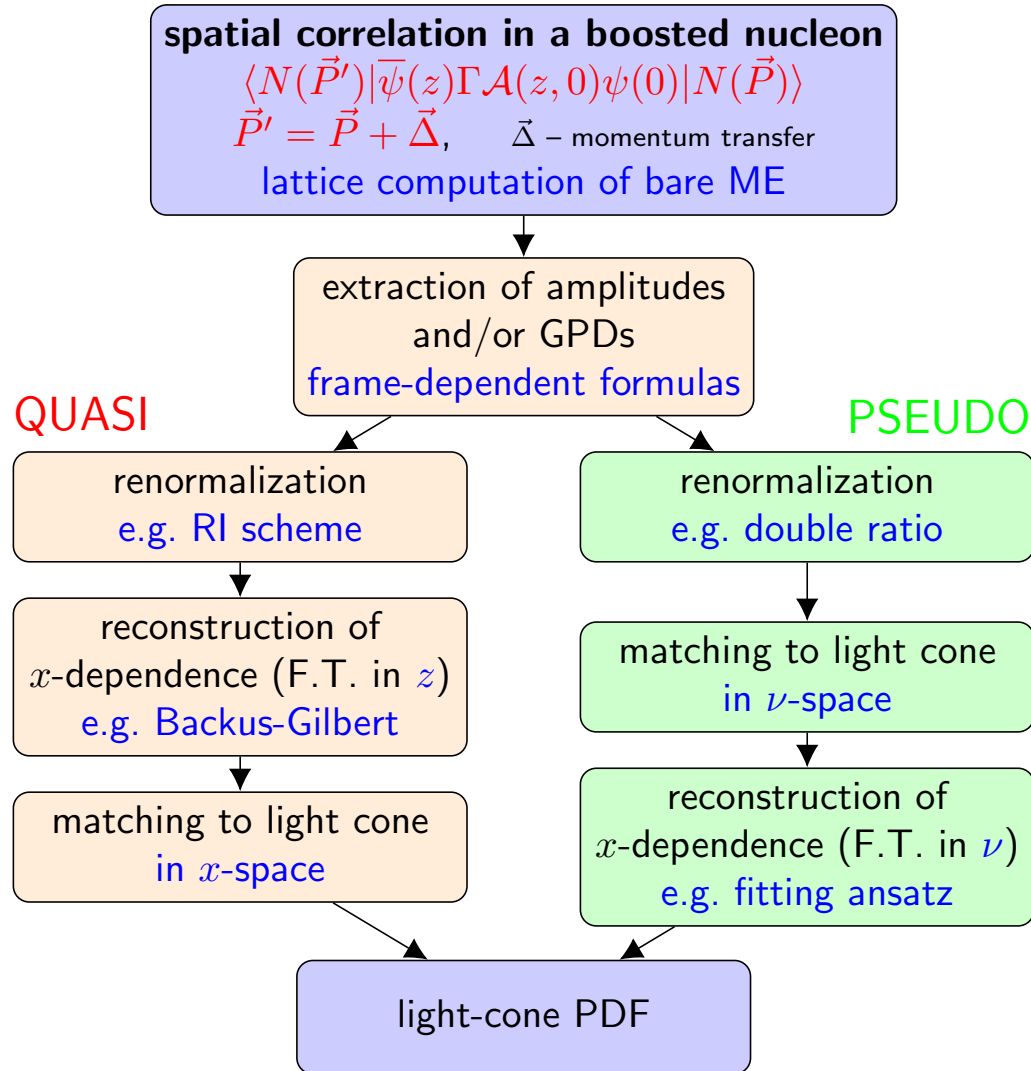 spatial correlation in a boosted nucleon
⟨N(P⃗′)|ψ̅(z)Γ𝒜(z, 0)ψ(0)|N(P⃗)⟩
P⃗′ = P⃗ + Δ⃗, Δ⃗ – momentum transfer
lattice computation of bare ME
extraction of amplitudes
and/or GPDs
frame-dependent formulas
QUASI
renormalization
e.g. RI scheme
reconstruction of
x-dependence (F.T. in z)
e.g. Backus-Gilbert
matching to light cone
in x-space
PSEUDO
renormalization
e.g. double ratio
matching to light cone
in ν-space
reconstruction of
x-dependence (F.T. in ν)
e.g. fitting ansatz
light-cone PDF